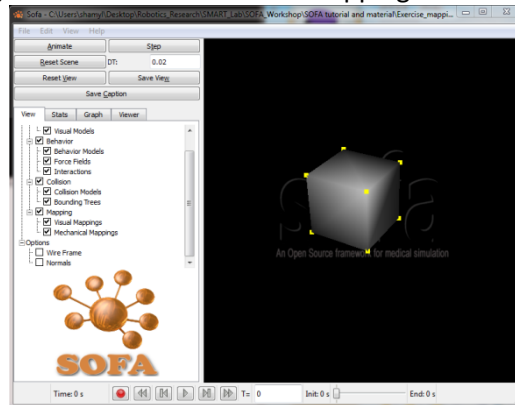 Sofa - C:\Users\shamyl\Desktop\Robotics_Research\SMART_Lab\SOFA_Workshop\SOFA tutorial and material\Exercise_mappi...
File Edit View Help
Animate Step
Reset Scene DT: 0.02
Reset View Save View
Save Caption
View Stats Graph Viewer
Visual Models
Behavior
Behavior Models
Force Fields
Interactions
Collision
Collision Models
Bounding Trees
Mapping
Visual Mappings
Mechanical Mappings
Options
Wire Frame
Normals
SOFA
An Open Source framework for medical simulation
Time: 0 s T= 0 Init: 0 s End: 0 s